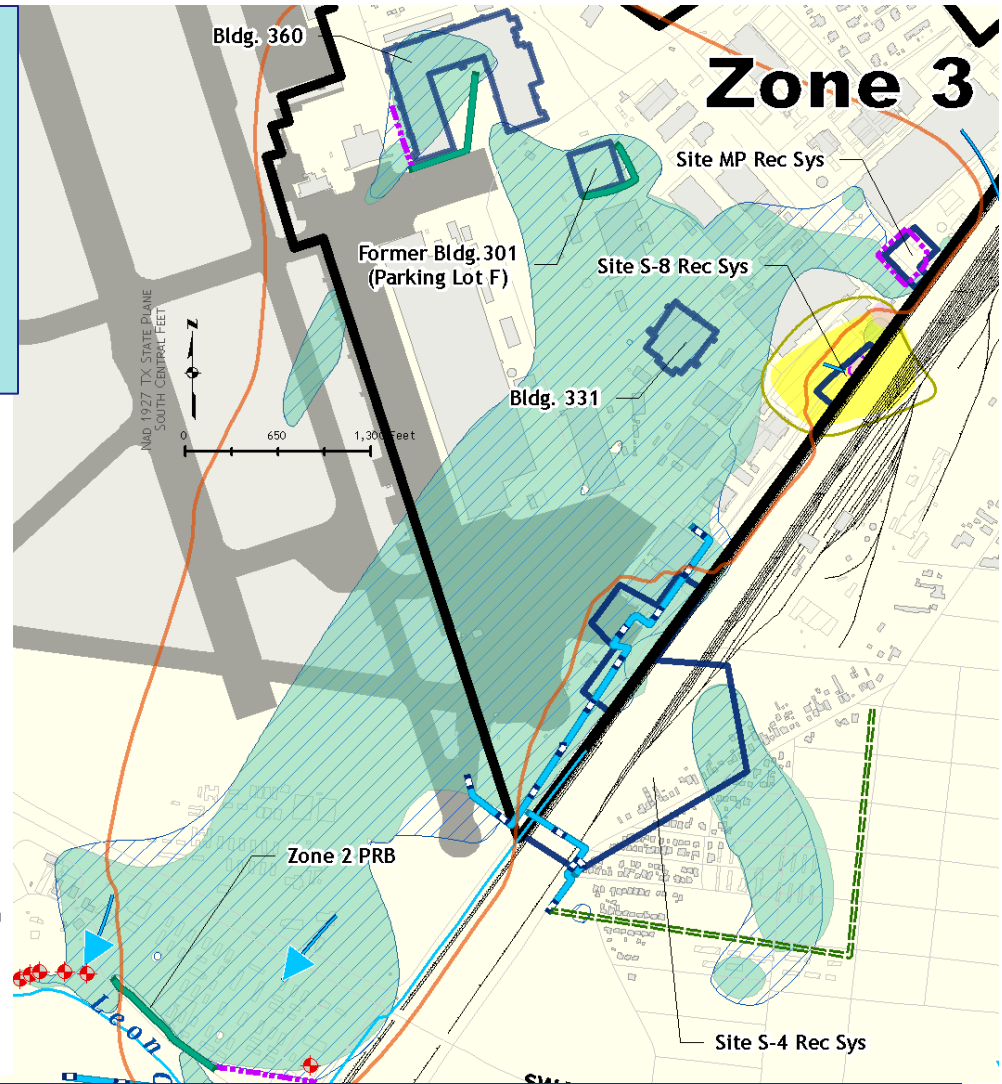 Bldg. 360
Zone 3
Site MP Rec Sys
Former Bldg. 301
(Parking Lot F)
Site S-8 Rec Sys
NAD 1927 TX STATE PLANE
SOUTH CENTRAL FEET
N
0 650 1,300 Feet
Bldg. 331
Zone 2 PRB
Leon
Site S-4 Rec Sys